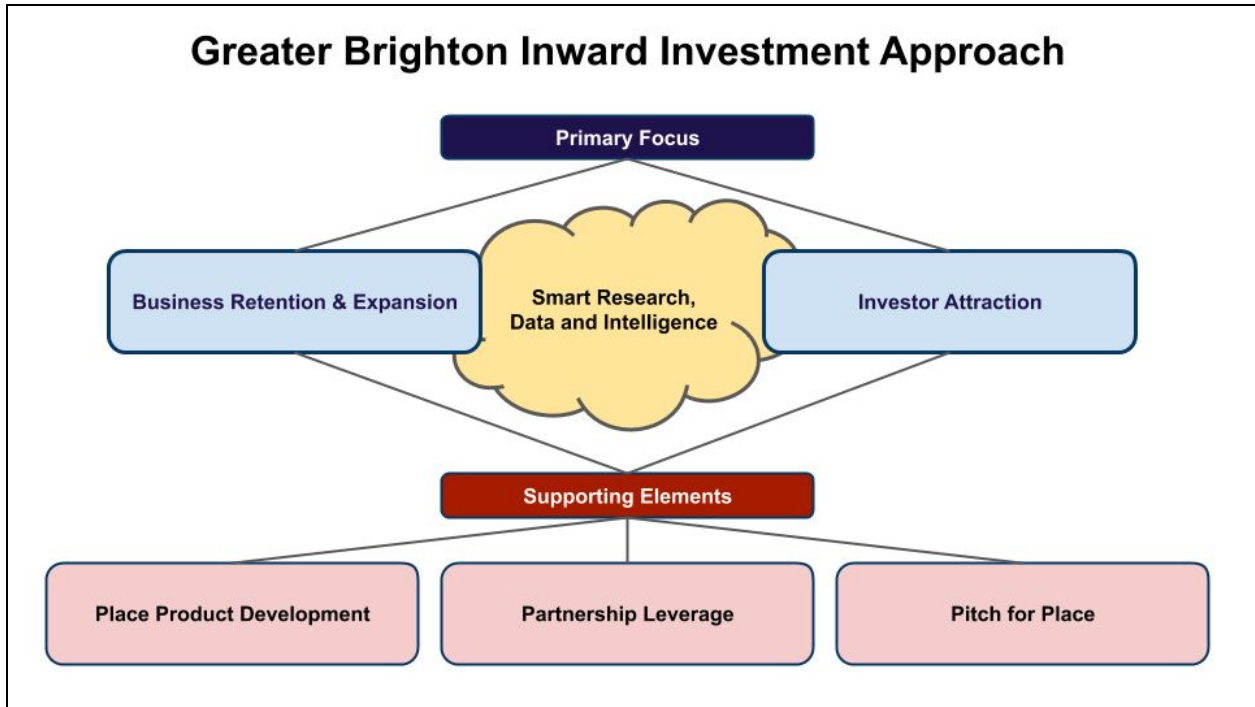 Greater Brighton Inward Investment Approach
Primary Focus
Business Retention & Expansion
Smart Research,
Data and Intelligence
Investor Attraction
Supporting Elements
Place Product Development
Partnership Leverage
Pitch for Place